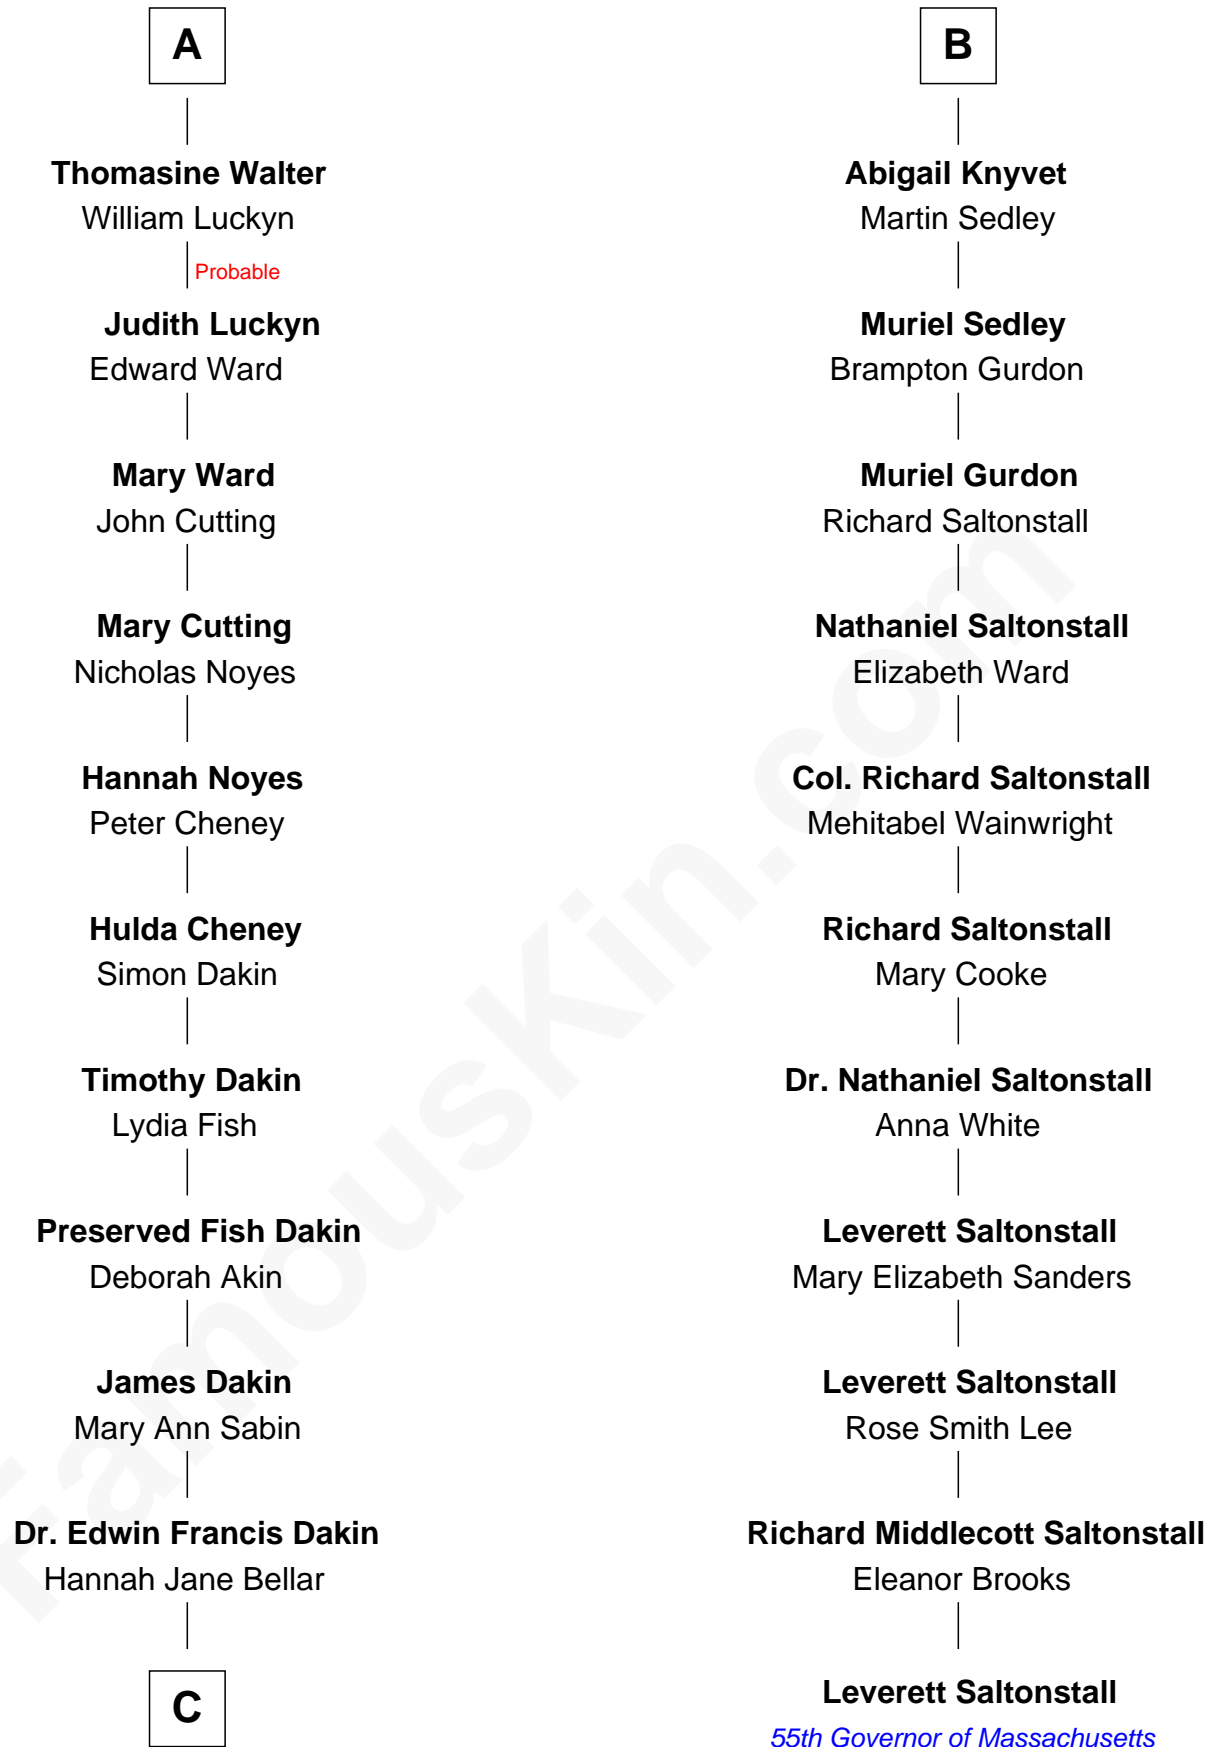 A
Thomasine Walter
William Luckyn
Probable
Judith Luckyn
Edward Ward
Mary Ward
John Cutting
Mary Cutting
Nicholas Noyes
Hannah Noyes
Peter Cheney
Hulda Cheney
Simon Dakin
Timothy Dakin
Lydia Fish
Preserved Fish Dakin
Deborah Akin
James Dakin
Mary Ann Sabin
Dr. Edwin Francis Dakin
Hannah Jane Bellar
C
B
Abigail Knyvet
Martin Sedley
Muriel Sedley
Brampton Gurdon
Muriel Gurdon
Richard Saltonstall
Nathaniel Saltonstall
Elizabeth Ward
Col. Richard Saltonstall
Mehitabel Wainwright
Richard Saltonstall
Mary Cooke
Dr. Nathaniel Saltonstall
Anna White
Leverett Saltonstall
Mary Elizabeth Sanders
Leverett Saltonstall
Rose Smith Lee
Richard Middlecott Saltonstall
Eleanor Brooks
Leverett Saltonstall
55th Governor of Massachusetts
FamousKin.com